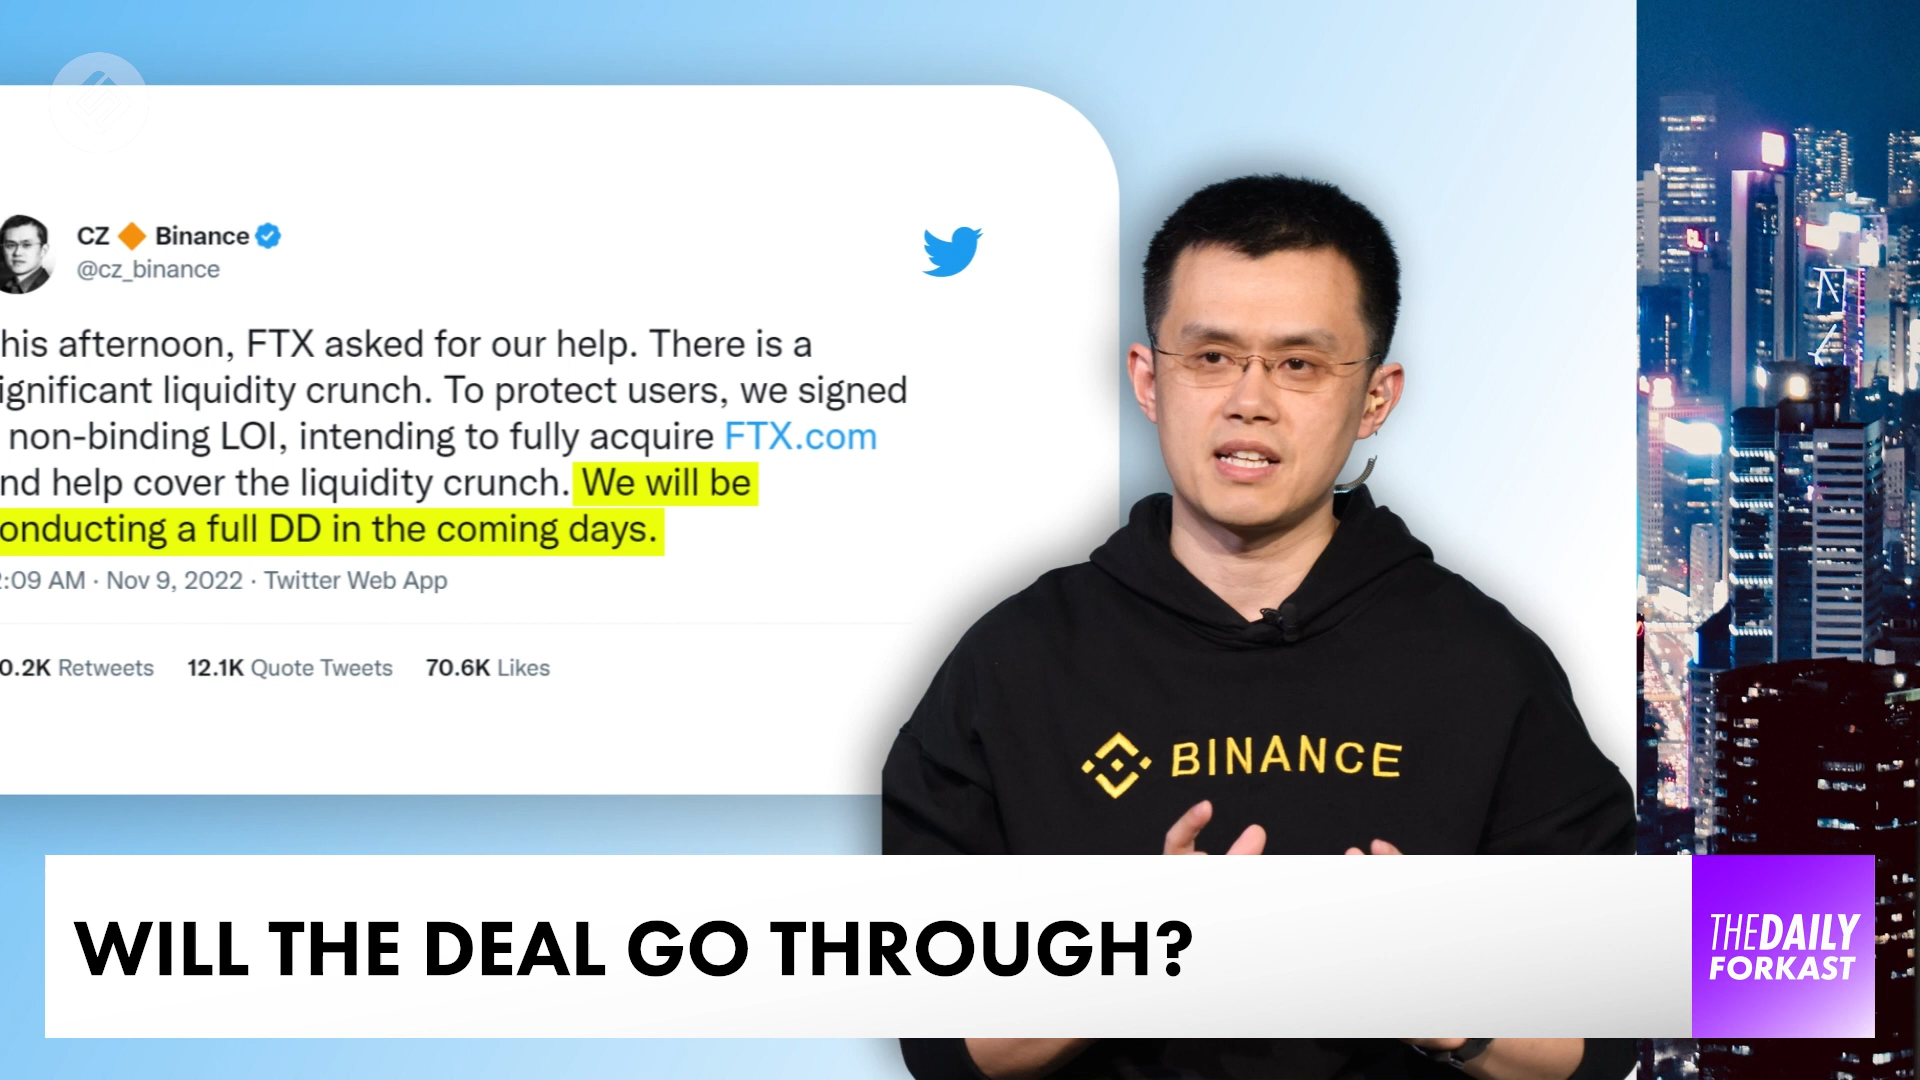 CZ 🔶 Binance
@cz_binance
his afternoon, FTX asked for our help. There is a
ignificant liquidity crunch. To protect users, we signed
non-binding LOI, intending to fully acquire FTX.com
nd help cover the liquidity crunch. We will be
onducting a full DD in the coming days.
:09 AM · Nov 9, 2022 · Twitter Web App
0.2K Retweets 12.1K Quote Tweets 70.6K Likes
BINANCE
WILL THE DEAL GO THROUGH?
THE DAILY
FORKAST